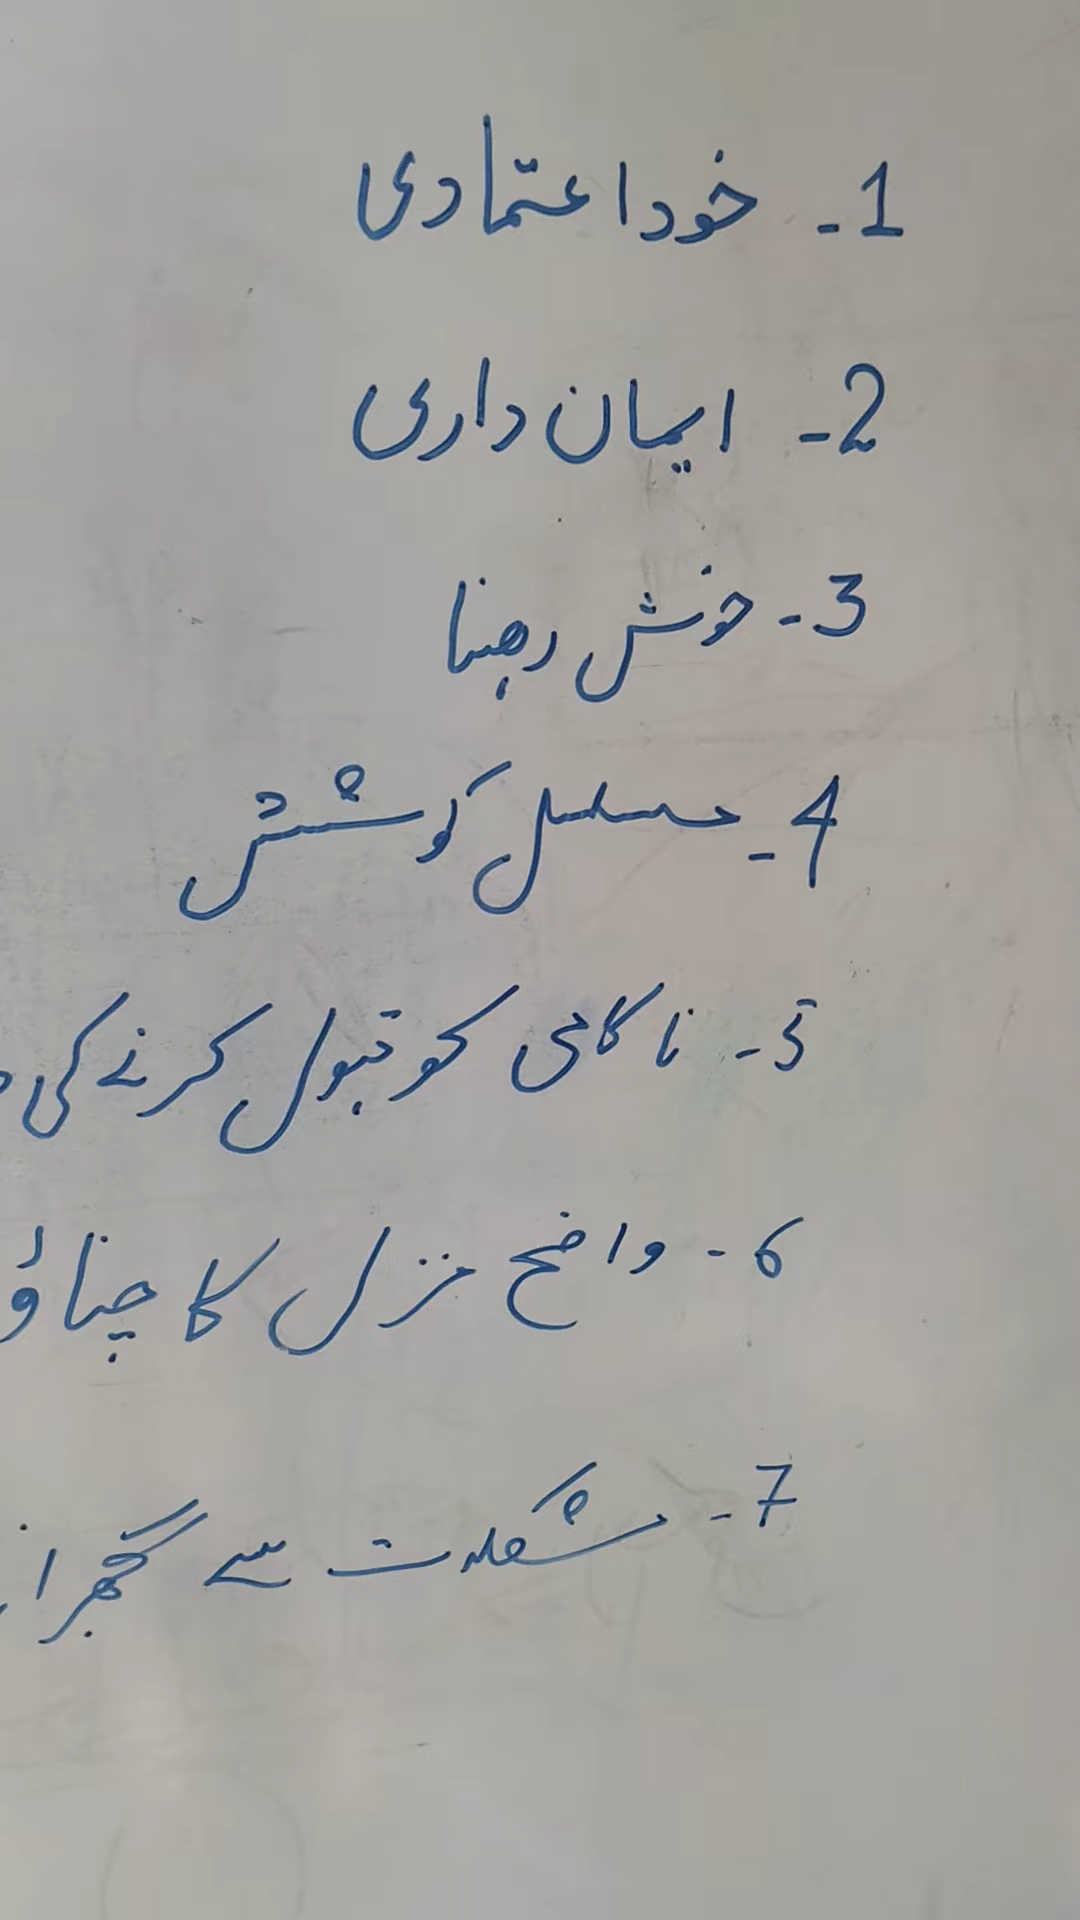 1- خود اعتمادی
2- ایمان داری
3- خوش رہنا
4- مسلسل کوشش
5- ناکامی کو قبول کرنے کی
6- واضح منزل کا چناؤ
7- مشکلات سے گھبرا